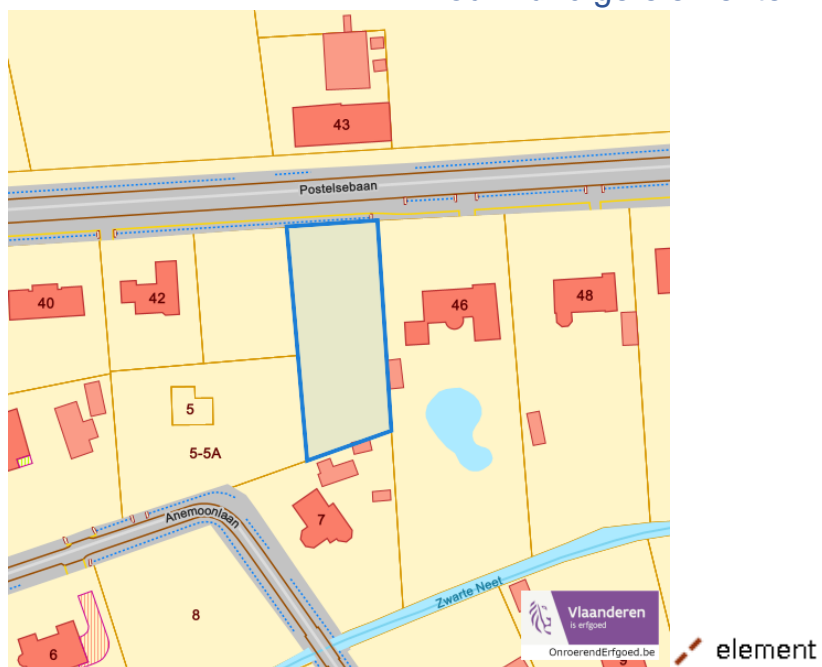 43
Postelsebaan
40
42
46
48
5
5-5A
7
Anemoonlaan
8
Zwarte Neet
6
Vlaanderen
is erfgoed
OnroerendErfgoed.be
element